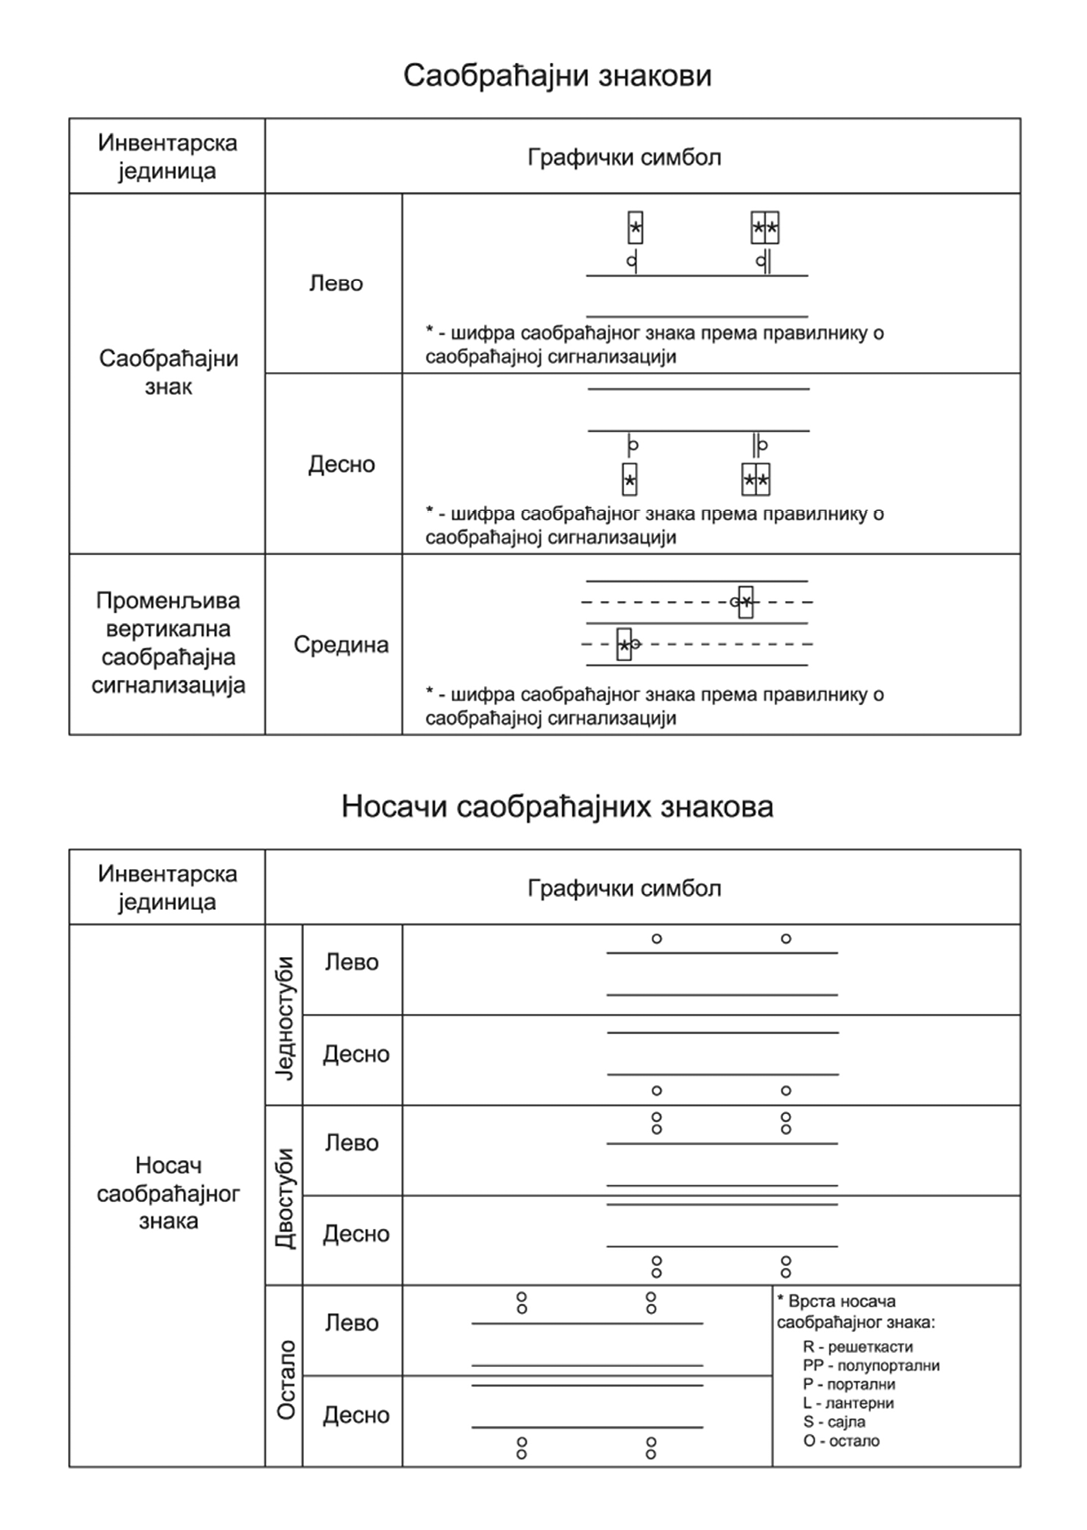 Саобраћајни знакови
Инвентарска
јединица
Графички симбол
Саобраћајни
знак
Лево
*
**
* - шифра саобраћајног знака према правилнику о
саобраћајној сигнализацији
Десно
*
**
* - шифра саобраћајног знака према правилнику о
саобраћајној сигнализацији
Променљива
вертикална
саобраћајна
сигнализација
Средина
*
*
* - шифра саобраћајног знака према правилнику о
саобраћајној сигнализацији
Носачи саобраћајних знакова
Инвентарска
јединица
Графички симбол
Носач
саобраћајног
знака
Једностуби
Лево
Десно
Двостуби
Лево
Десно
Остало
Лево
Десно
* Врста носача
саобраћајног знака:
R - решеткасти
PP - полупортални
P - портални
L - лантерни
S - сајла
O - остало